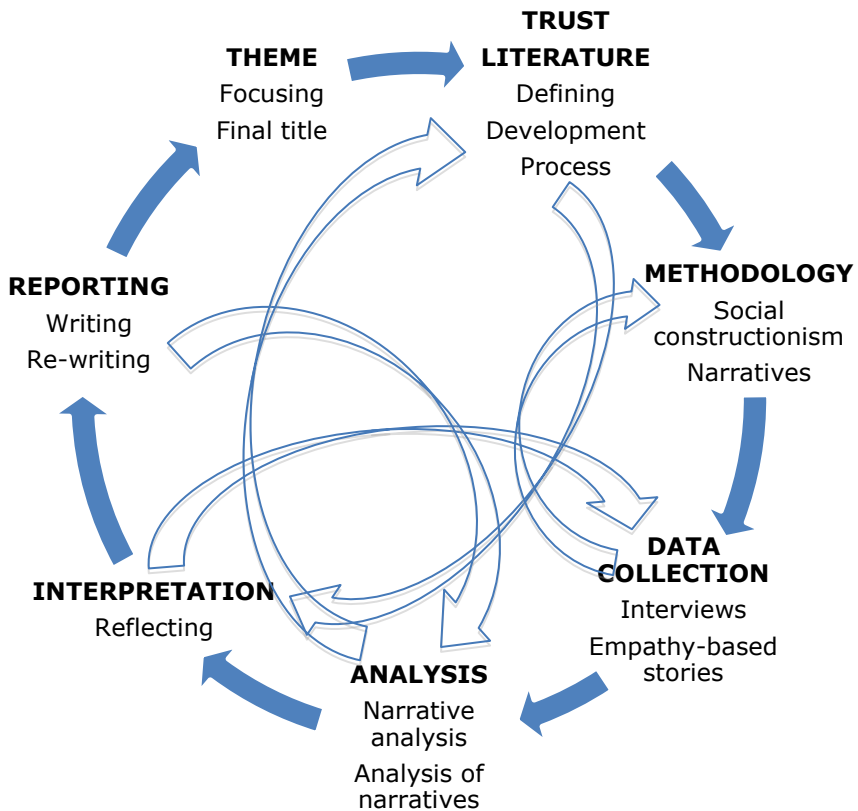 THEME
Focusing
Final title
TRUST
LITERATURE
Defining
Development
Process
METHODOLOGY
Social
constructionism
Narratives
DATA
COLLECTION
Interviews
Empathy-based
stories
ANALYSIS
Narrative
analysis
Analysis of
narratives
INTERPRETATION
Reflecting
REPORTING
Writing
Re-writing